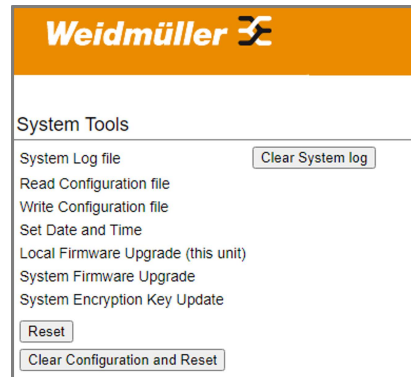 Weidmüller
System Tools
System Log file Clear System log
Read Configuration file
Write Configuration file
Set Date and Time
Local Firmware Upgrade (this unit)
System Firmware Upgrade
System Encryption Key Update
Reset
Clear Configuration and Reset